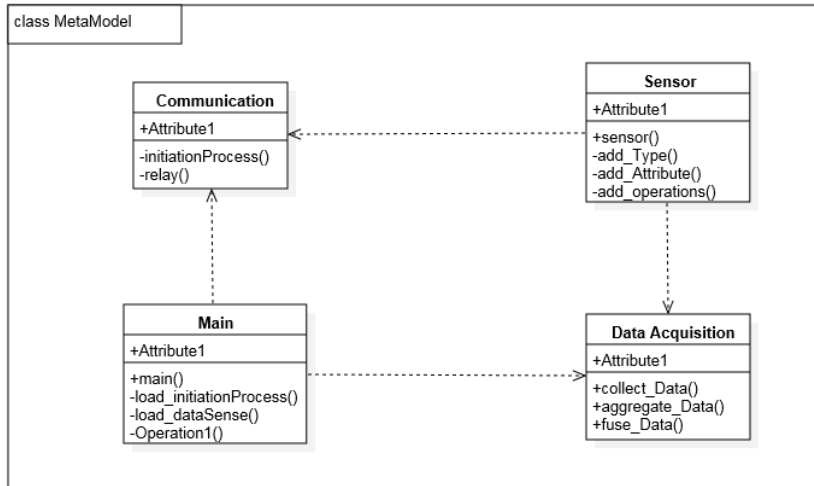 class MetaModel
Communication
+Attribute1
-initiationProcess()
-relay()
Sensor
+Attribute1
+sensor()
-add_Type()
-add_Attribute()
-add_operations()
Main
+Attribute1
+main()
-load_initiationProcess()
-load_dataSense()
-Operation1()
Data Acquisition
+Attribute1
+collect_Data()
+aggregate_Data()
+fuse_Data()